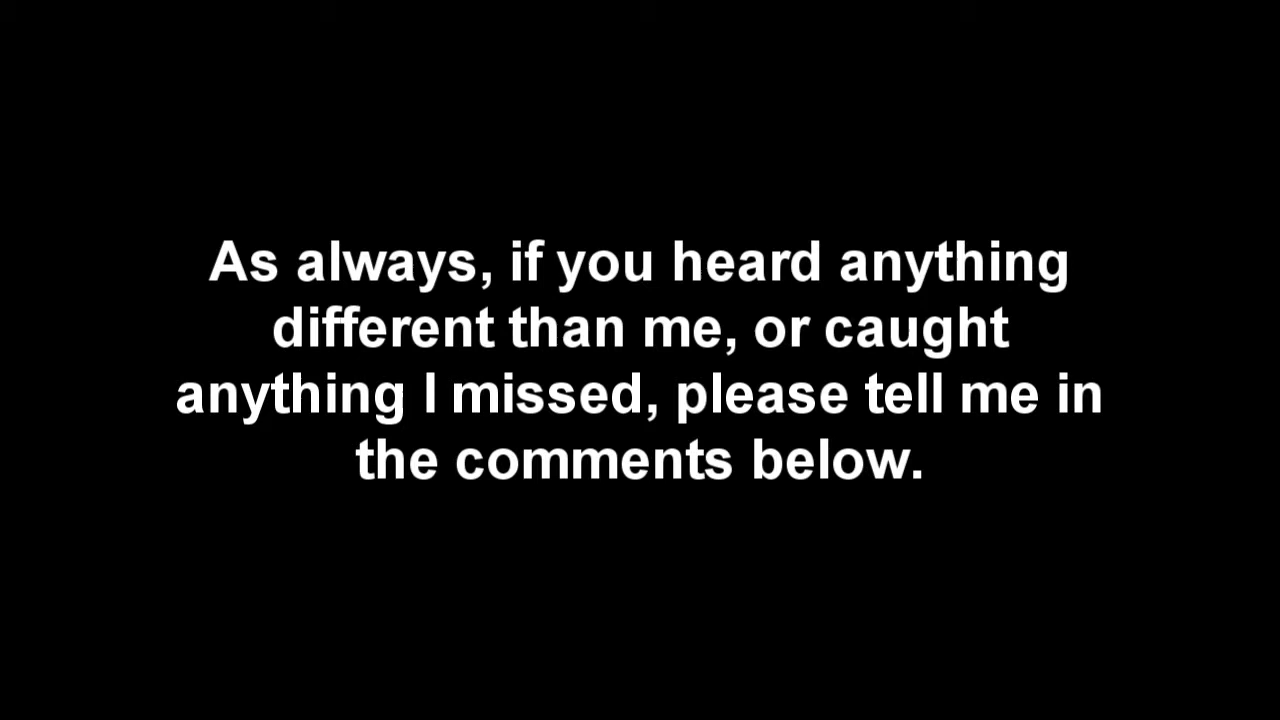 As always, if you heard anything
different than me, or caught
anything I missed, please tell me in
the comments below.